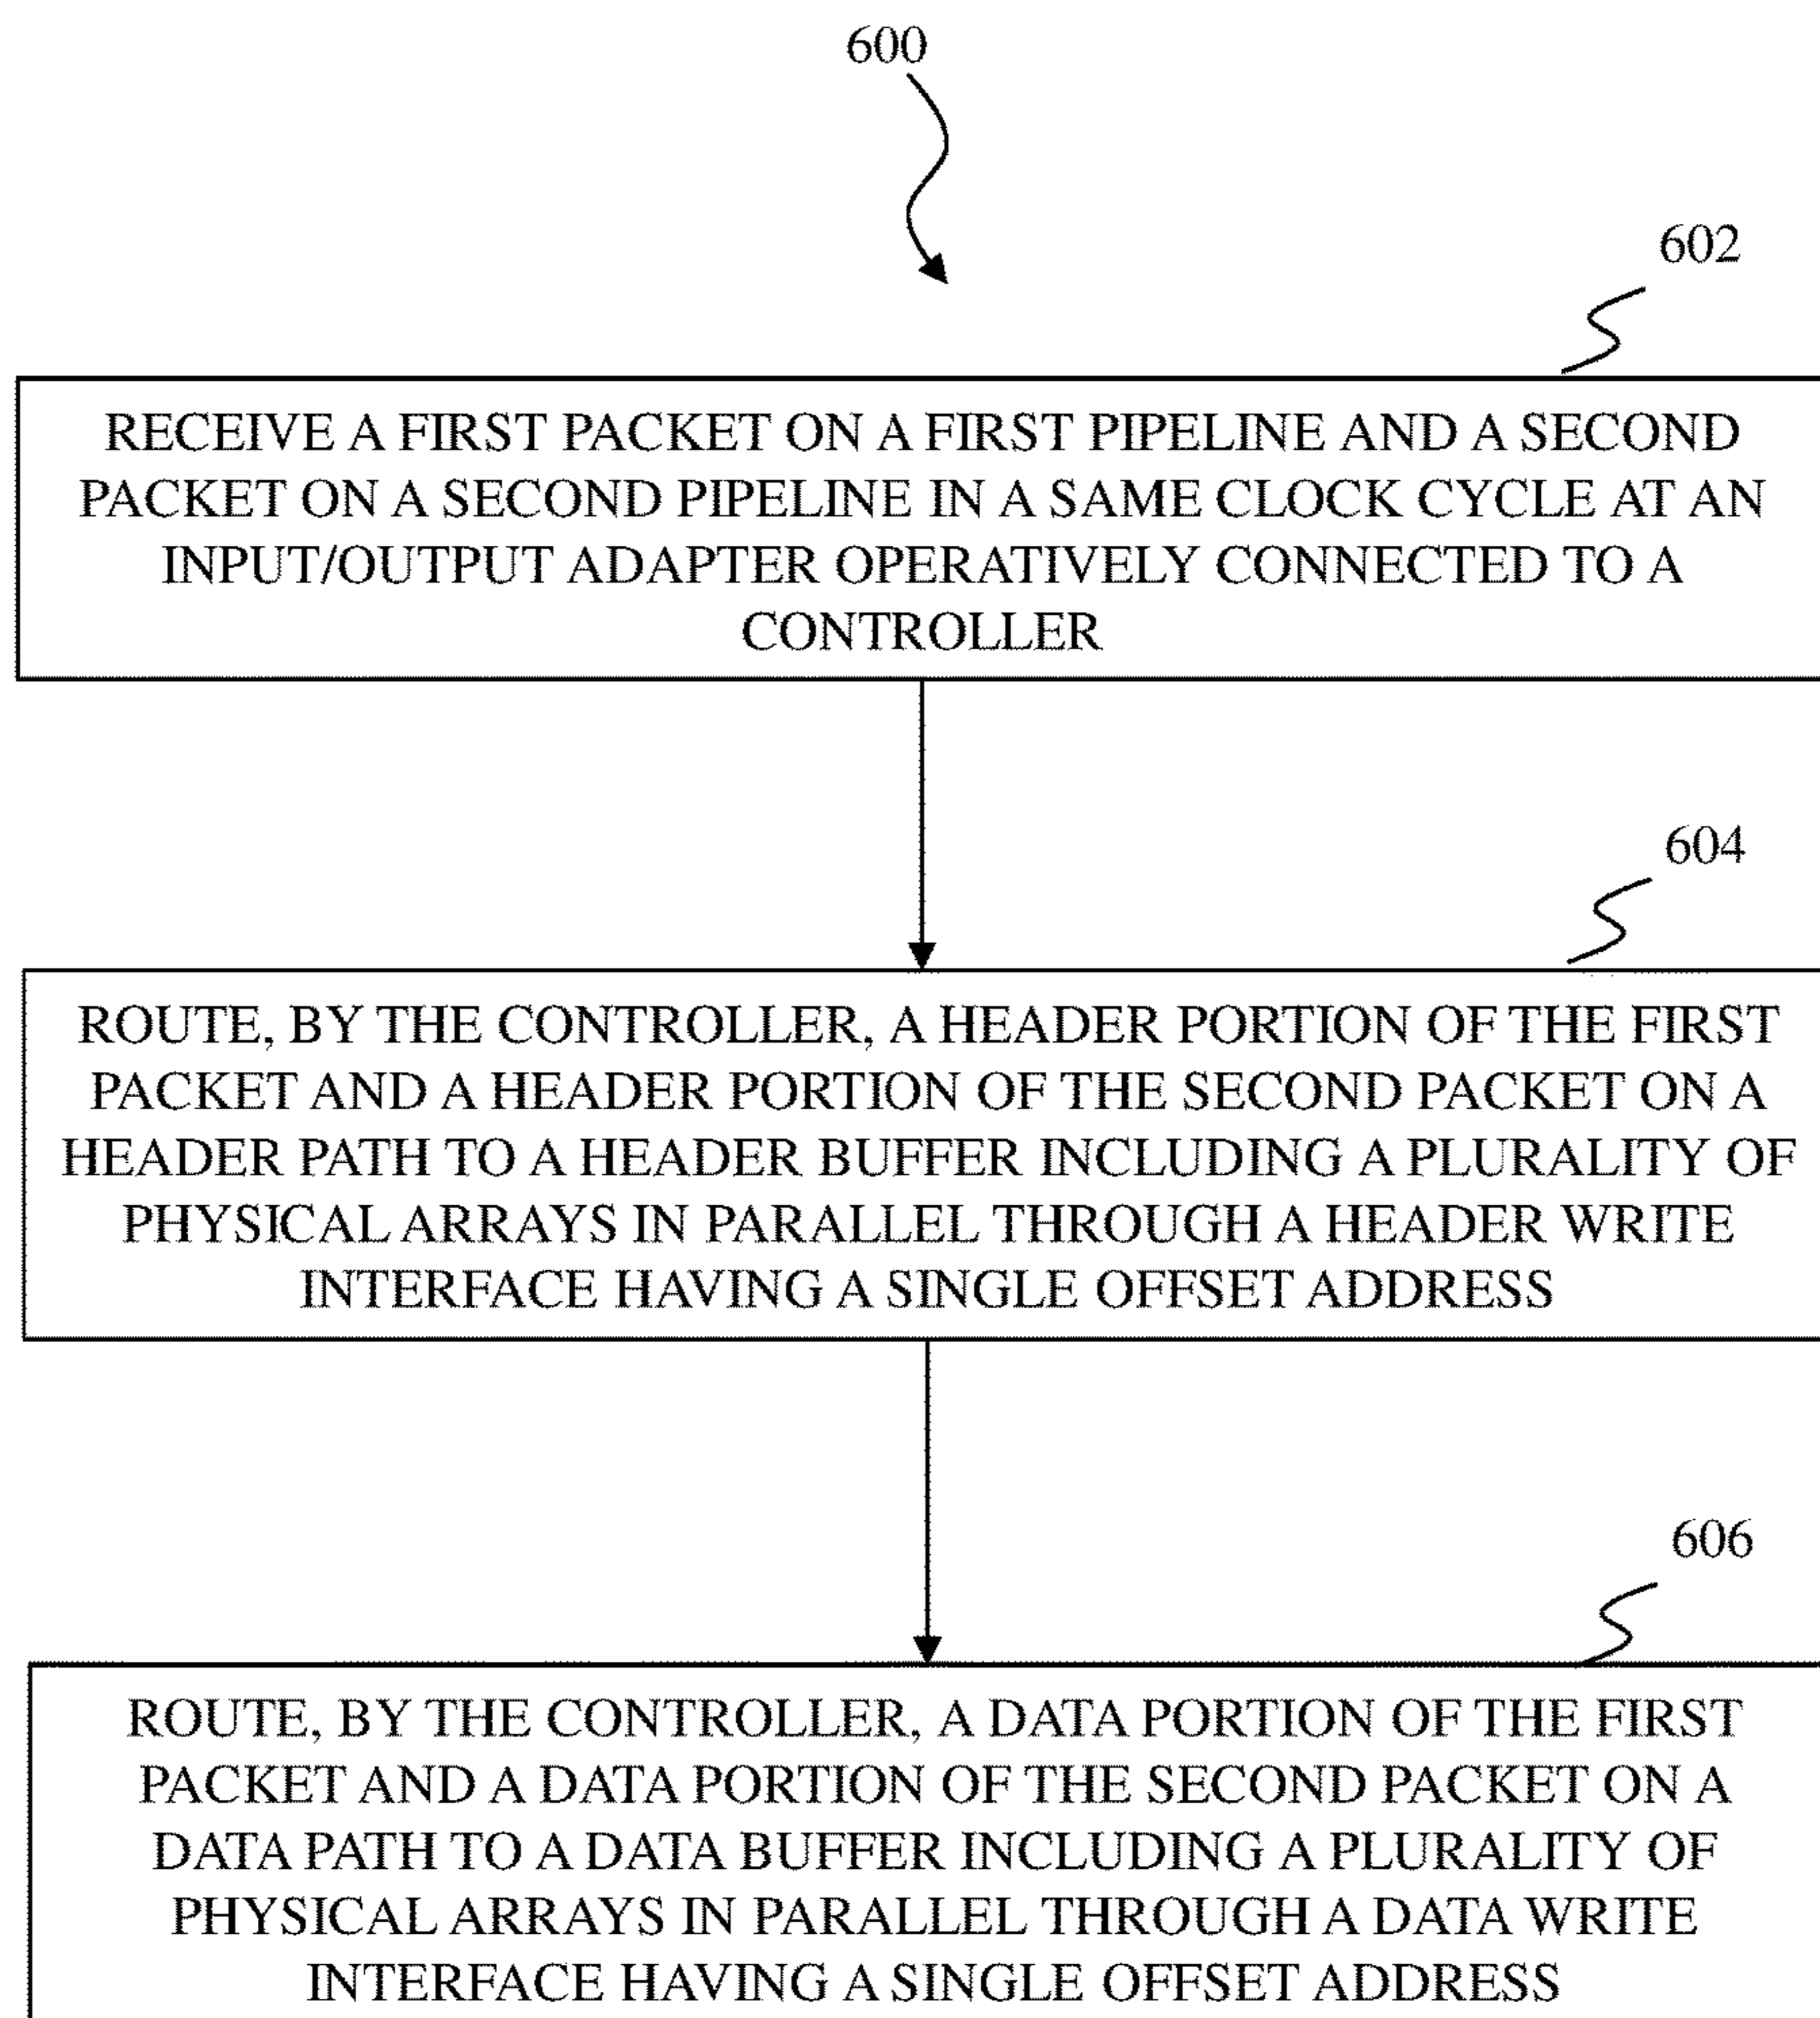 600
602
RECEIVE A FIRST PACKET ON A FIRST PIPELINE AND A SECOND
PACKET ON A SECOND PIPELINE IN A SAME CLOCK CYCLE AT AN
INPUT/OUTPUT ADAPTER OPERATIVELY CONNECTED TO A
CONTROLLER
604
ROUTE, BY THE CONTROLLER, A HEADER PORTION OF THE FIRST
PACKET AND A HEADER PORTION OF THE SECOND PACKET ON A
HEADER PATH TO A HEADER BUFFER INCLUDING A PLURALITY OF
PHYSICAL ARRAYS IN PARALLEL THROUGH A HEADER WRITE
INTERFACE HAVING A SINGLE OFFSET ADDRESS
606
ROUTE, BY THE CONTROLLER, A DATA PORTION OF THE FIRST
PACKET AND A DATA PORTION OF THE SECOND PACKET ON A
DATA PATH TO A DATA BUFFER INCLUDING A PLURALITY OF
PHYSICAL ARRAYS IN PARALLEL THROUGH A DATA WRITE
INTERFACE HAVING A SINGLE OFFSET ADDRESS